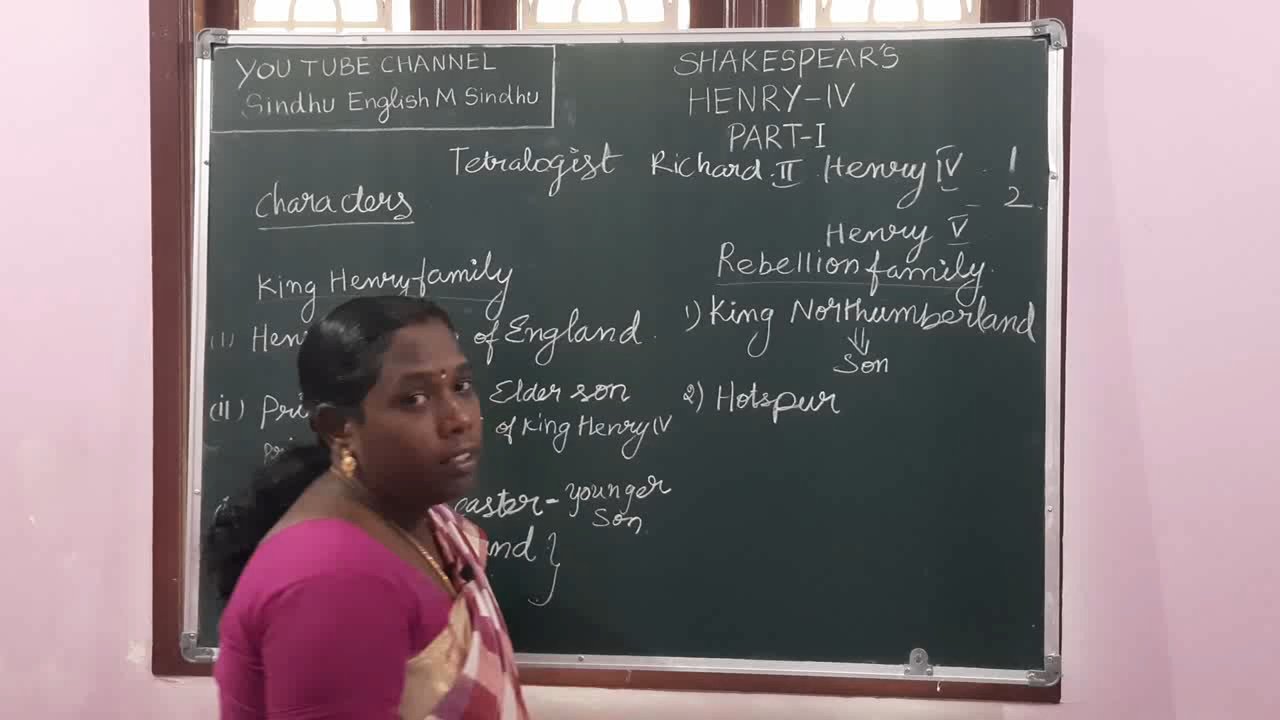 YOU TUBE CHANNEL
Sindhu English M Sindhu
SHAKESPEAR'S
HENRY-IV
PART-I
Tetralogist Richard.II Henry IV - 1
- 2
Henry V
Characters
King Henry family
(i) of England.
(ii) Elder son
of King Henry IV
younger
son
Rebellion family.
1) King Northumberland
⇓
Son
2) Hotspur